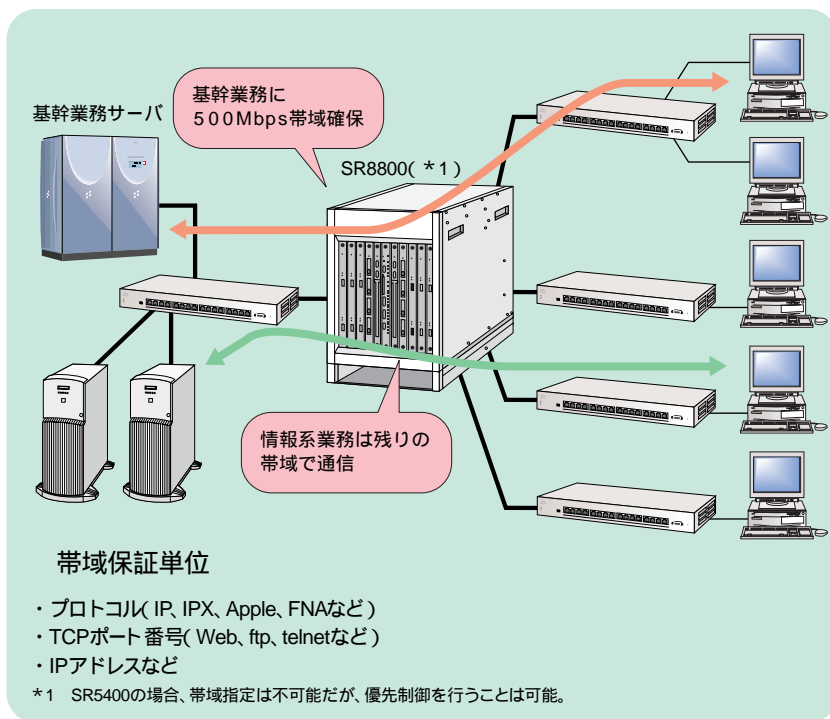 基幹業務サーバ
基幹業務に
500Mbps帯域確保
SR8800(*1)
情報系業務は残りの
帯域で通信
帯域保証単位
・プロトコル(IP、IPX、Apple、FNAなど)
・TCPポート番号(Web、ftp、telnetなど)
・IPアドレスなど
*1 SR5400の場合、帯域指定は不可能だが、優先制御を行うことは可能。